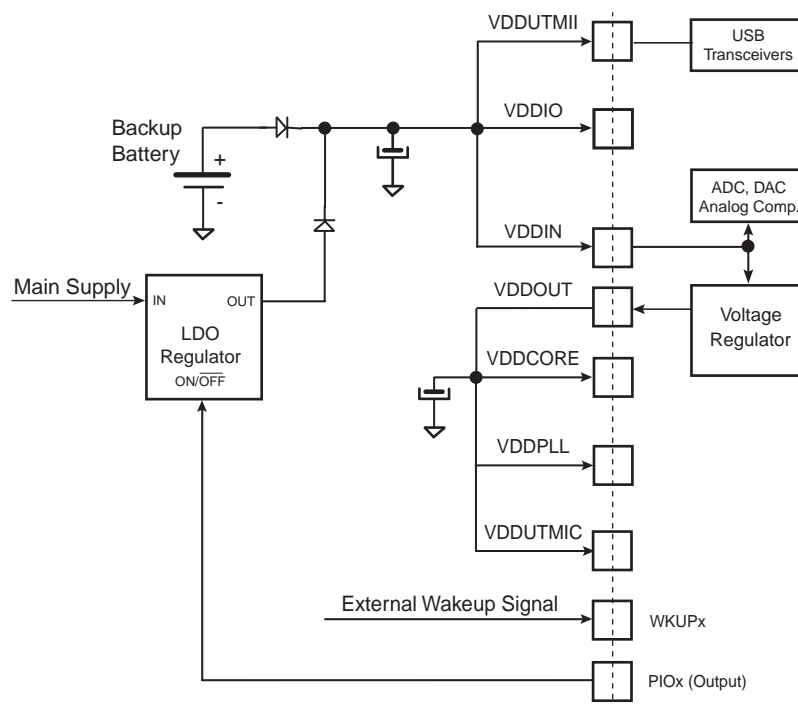 VDDUTMII
USB
Transceivers
VDDIO
Backup
Battery
+
-
ADC, DAC
Analog Comp.
VDDIN
Main Supply
IN
OUT
LDO
Regulator
ON/OFF
VDDOUT
Voltage
Regulator
VDDCORE
VDDPLL
VDDUTMIC
External Wakeup Signal
WKUPx
PIOx (Output)